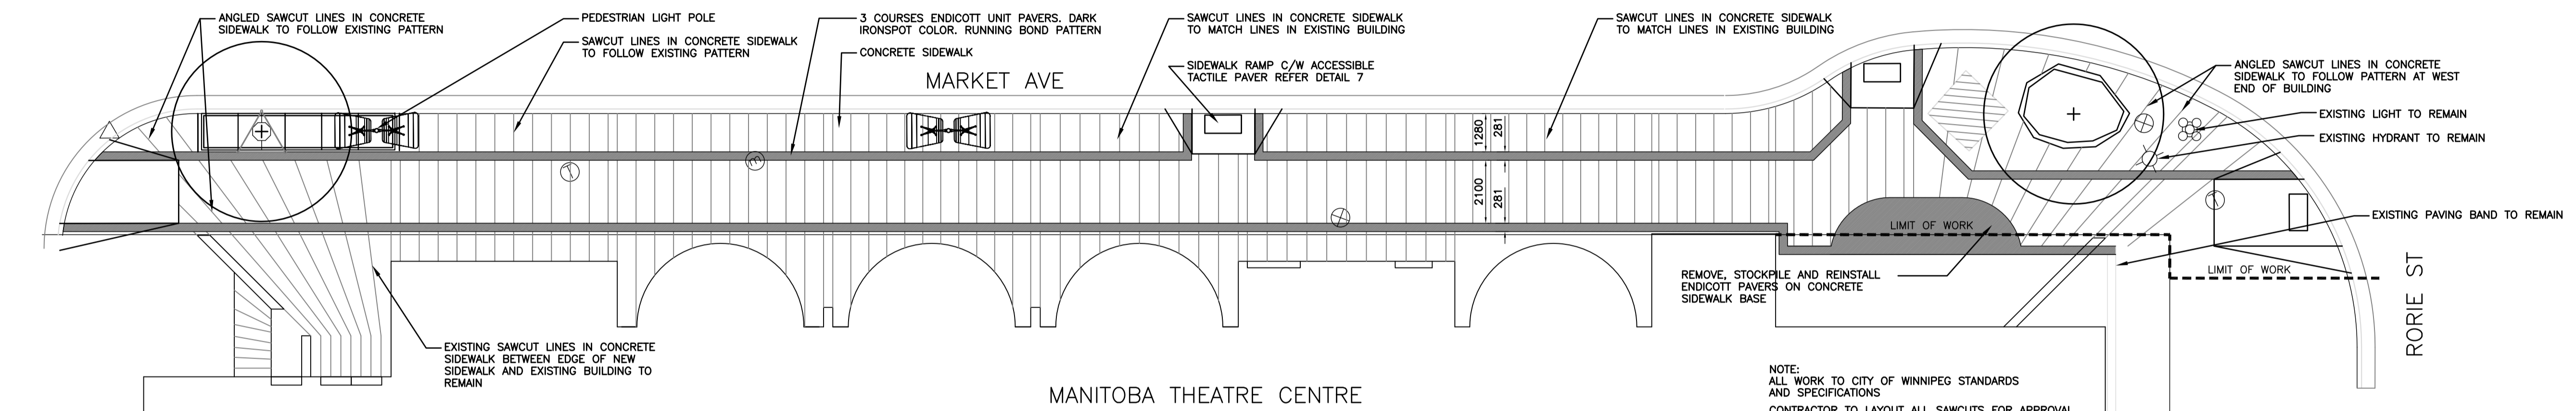 ANGLED SAWCUT LINES IN CONCRETE
SIDEWALK TO FOLLOW EXISTING PATTERN
PEDESTRIAN LIGHT POLE
SAWCUT LINES IN CONCRETE SIDEWALK
TO FOLLOW EXISTING PATTERN
3 COURSES ENDICOTT UNIT PAVERS. DARK
IRONSPOT COLOR. RUNNING BOND PATTERN
CONCRETE SIDEWALK
MARKET AVE
SAWCUT LINES IN CONCRETE SIDEWALK
TO MATCH LINES IN EXISTING BUILDING
SIDEWALK RAMP C/W ACCESSIBLE
TACTILE PAVER REFER DETAIL 7
SAWCUT LINES IN CONCRETE SIDEWALK
TO MATCH LINES IN EXISTING BUILDING
ANGLED SAWCUT LINES IN CONCRETE
SIDEWALK TO FOLLOW PATTERN AT WEST
END OF BUILDING
EXISTING LIGHT TO REMAIN
EXISTING HYDRANT TO REMAIN
1280
281
2100
281
EXISTING PAVING BAND TO REMAIN
LIMIT OF WORK
LIMIT OF WORK
REMOVE, STOCKPILE AND REINSTALL
ENDICOTT PAVERS ON CONCRETE
SIDEWALK BASE
RORIE ST
EXISTING SAWCUT LINES IN CONCRETE
SIDEWALK BETWEEN EDGE OF NEW
SIDEWALK AND EXISTING BUILDING TO
REMAIN
MANITOBA THEATRE CENTRE
NOTE:
ALL WORK TO CITY OF WINNIPEG STANDARDS
AND SPECIFICATIONS
CONTRACTOR TO LAYOUT ALL SAWCUTS FOR APPROVAL